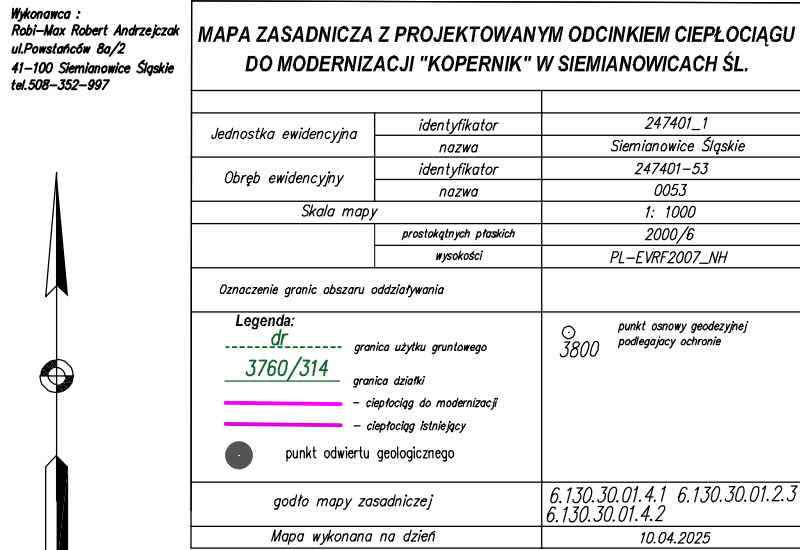 Wykonawca :
Robi-Max Robert Andrzejczak
ul.Powstańców 8a/2
41-100 Siemianowice Śląskie
tel.508-352-997
MAPA ZASADNICZA Z PROJEKTOWANYM ODCINKIEM CIEPŁOCIĄGU
DO MODERNIZACJI "KOPERNIK" W SIEMIANOWICACH ŚL.
Jednostka ewidencyjna
identyfikator
247401_1
nazwa
Siemianowice Śląskie
Obręb ewidencyjny
identyfikator
247401-53
nazwa
0053
Skala mapy
1: 1000
prostokątnych płaskich
2000/6
wysokości
PL-EVRF2007_NH
Oznaczenie granic obszaru oddziaływania
Legenda:
dr
granica użytku gruntowego
3760/314
granica działki
- ciepłociąg do modernizacji
- ciepłociąg istniejący
punkt odwiertu geologicznego
3800
punkt osnowy geodezyjnej
podlegajacy ochronie
godło mapy zasadniczej
6.130.30.01.4.1 6.130.30.01.2.3
6.130.30.01.4.2
Mapa wykonana na dzień
10.04.2025